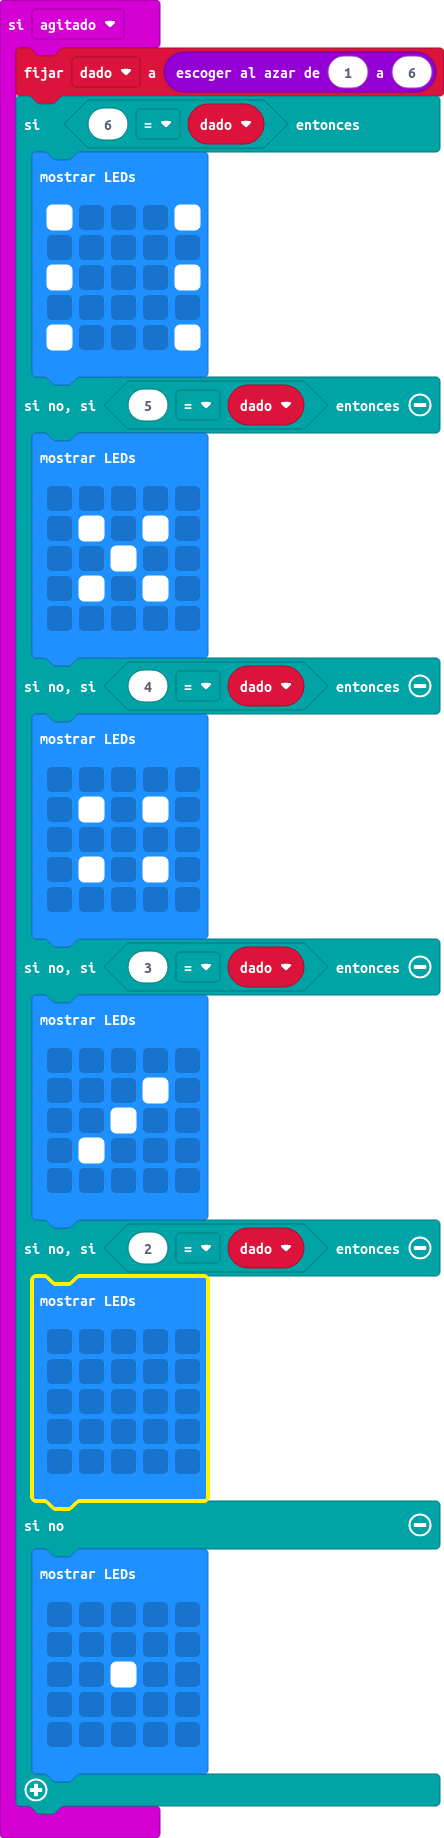 si agitado
fijar dado a escoger al azar de 1 a 6
si 6 = dado entonces
mostrar LEDs
si no, si 5 = dado entonces
mostrar LEDs
si no, si 4 = dado entonces
mostrar LEDs
si no, si 3 = dado entonces
mostrar LEDs
si no, si 2 = dado entonces
mostrar LEDs
si no
mostrar LEDs